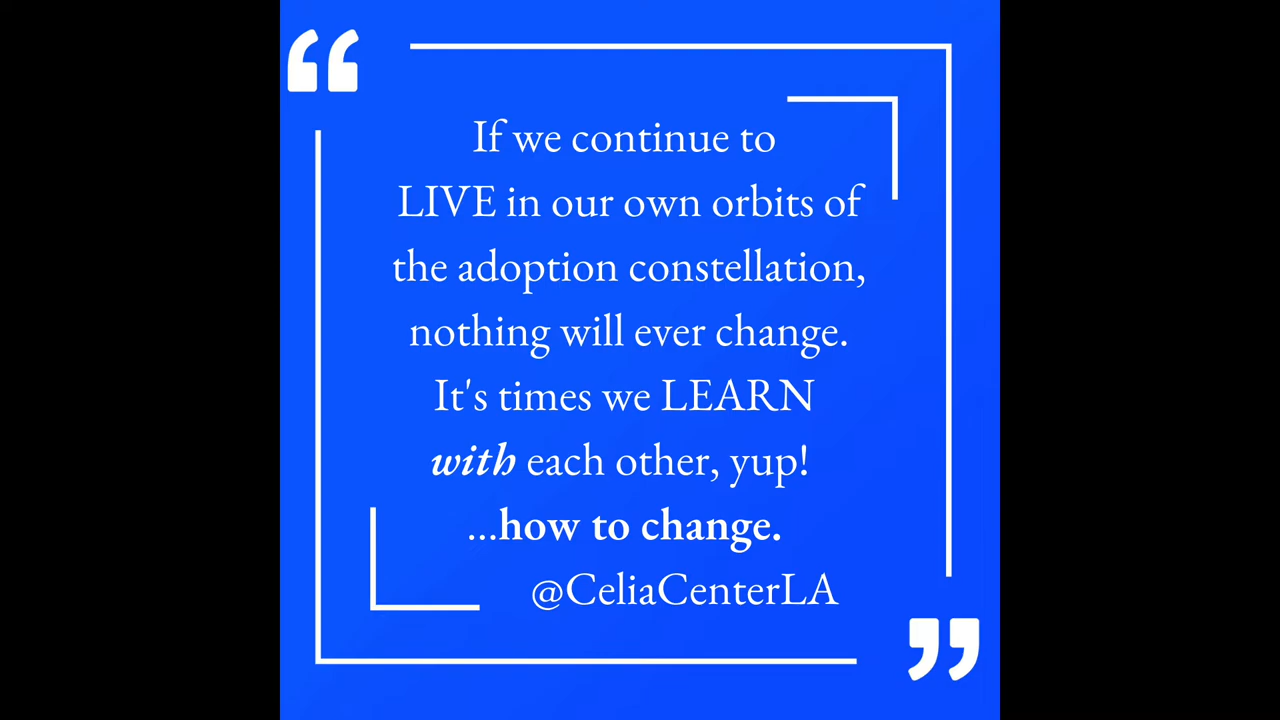 If we continue to
LIVE in our own orbits of
the adoption constellation,
nothing will ever change.
It's times we LEARN
with each other, yup!
...how to change.
@CeliaCenterLA